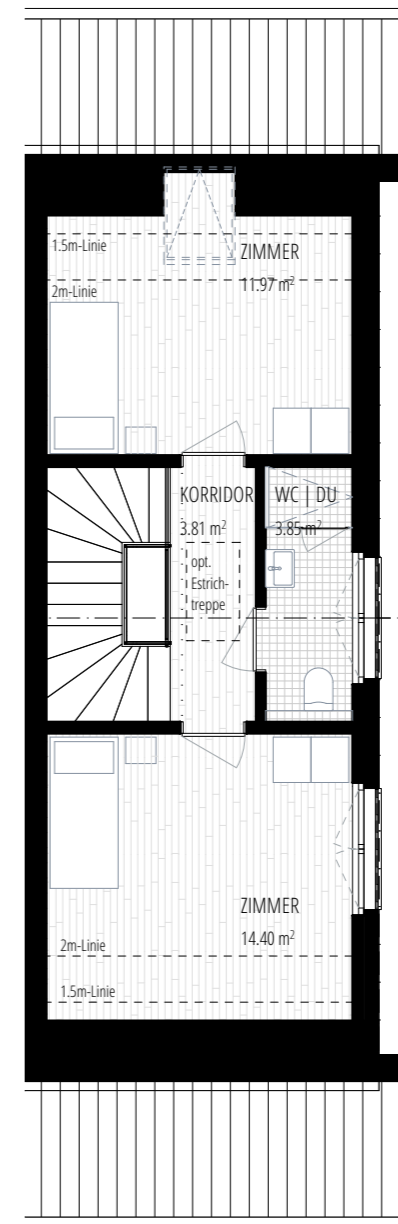 1.5m-Linie
ZIMMER
11.97 m²
2m-Linie
KORRIDOR
3.81 m²
WC | DU
3.85 m²
opt.
Estrich-
treppe
ZIMMER
14.40 m²
2m-Linie
1.5m-Linie